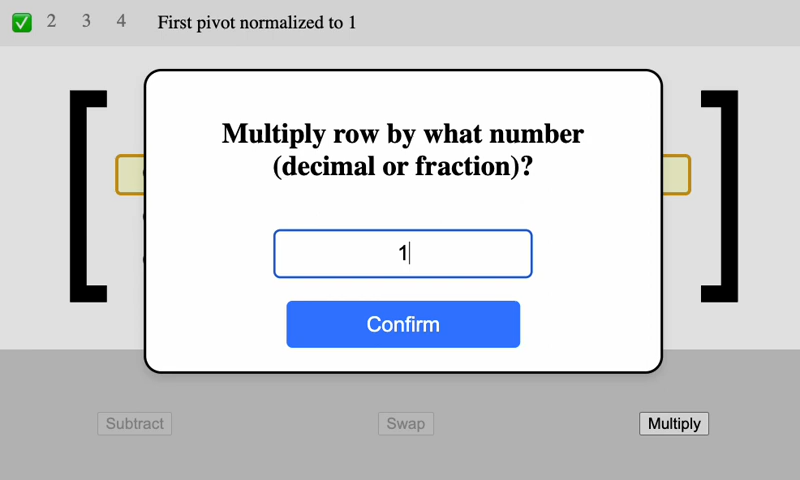 ✅ 2 3 4 First pivot normalized to 1
Multiply row by what number
(decimal or fraction)?
1
Confirm
Subtract Swap Multiply